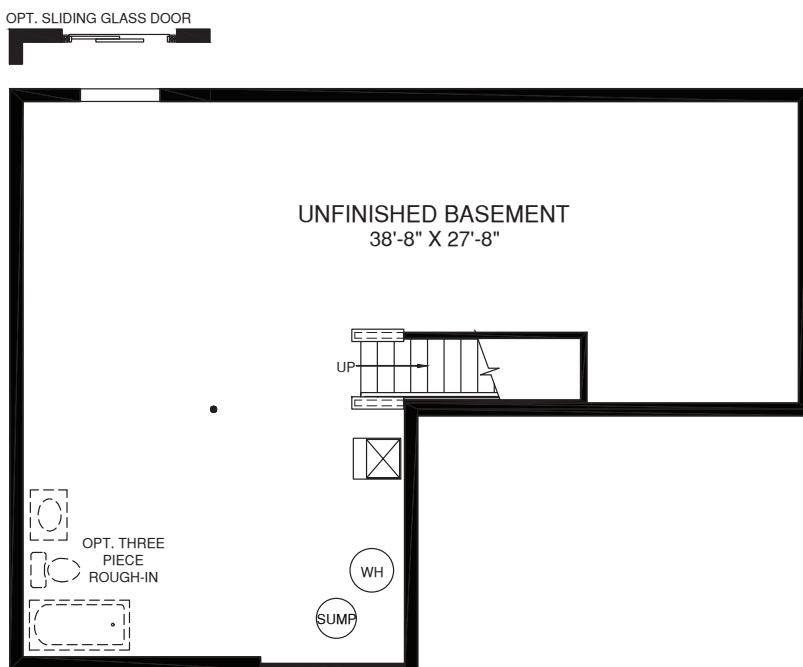 OPT. SLIDING GLASS DOOR
UNFINISHED BASEMENT
38'-8" X 27'-8"
UP
OPT. THREE
PIECE
ROUGH-IN
WH
SUMP